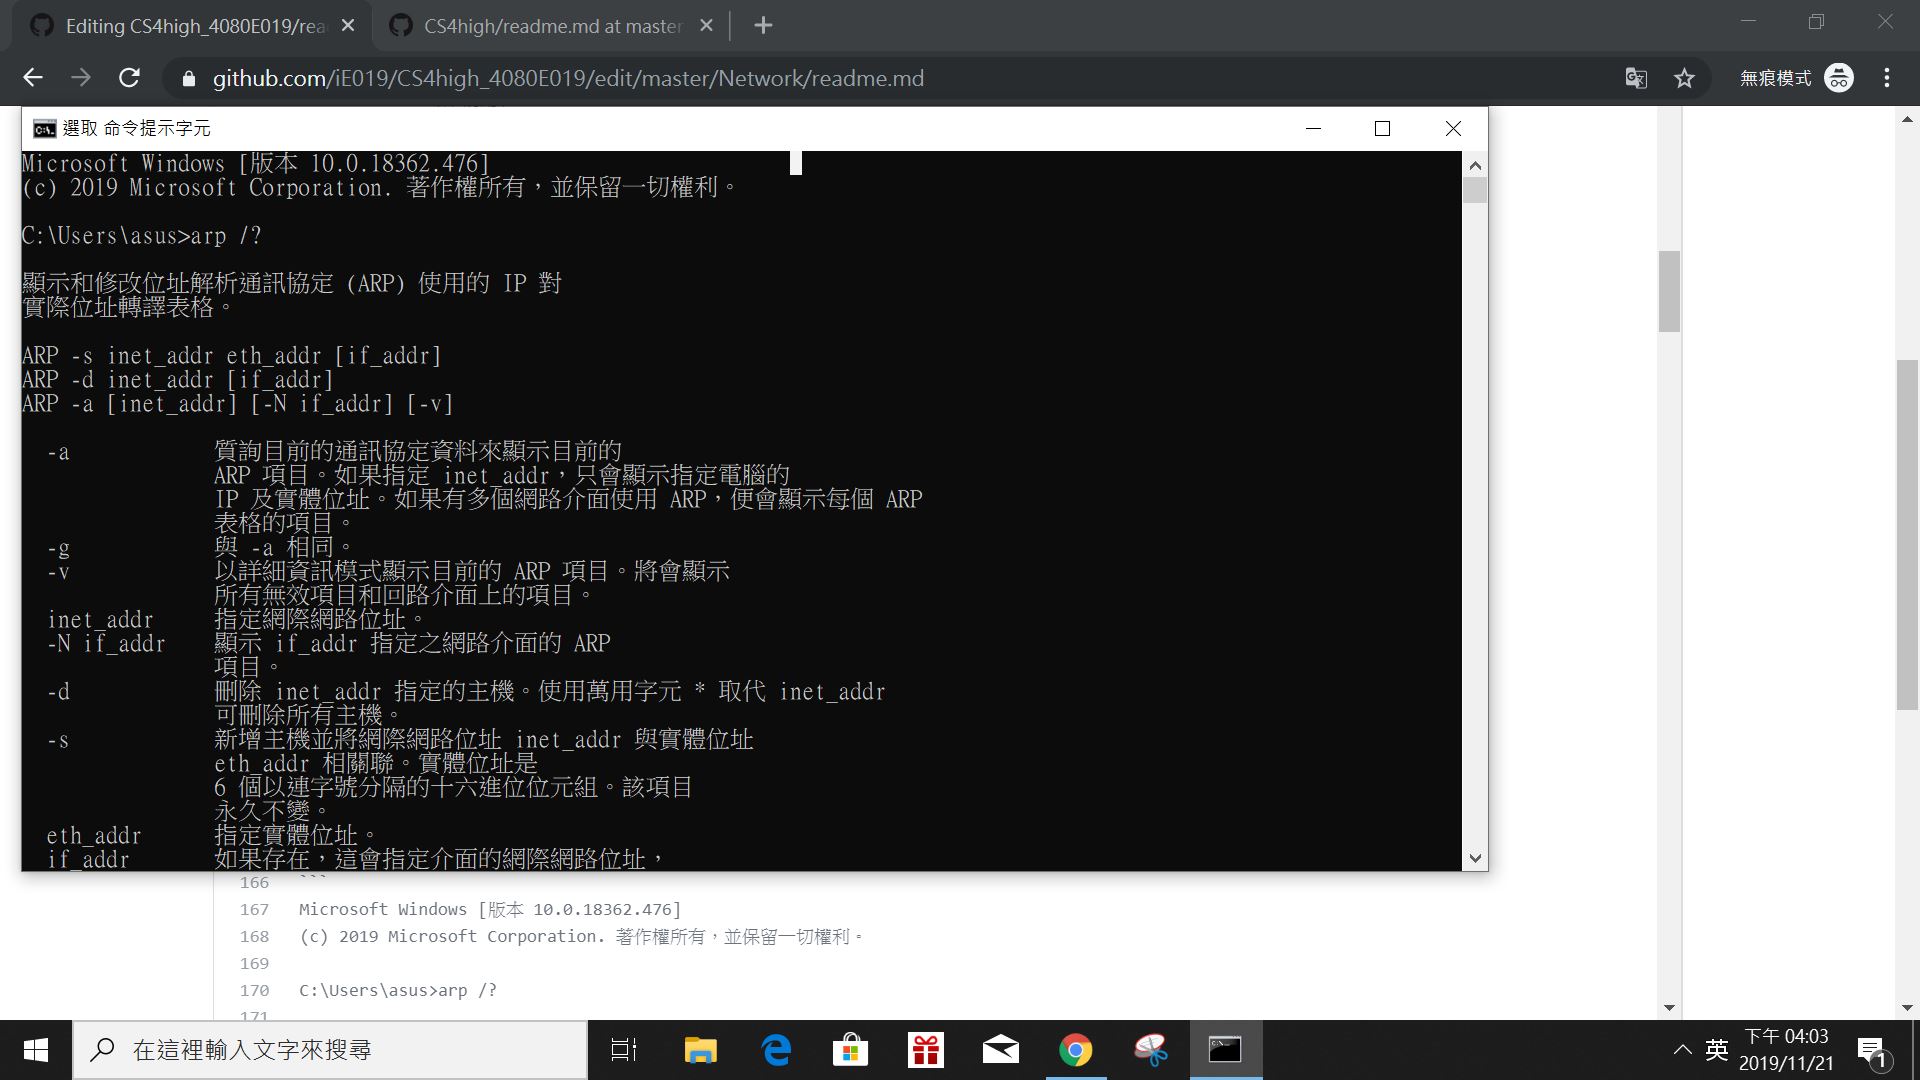 Editing CS4high_4080E019/rea
CS4high/readme.md at master
github.com/iE019/CS4high_4080E019/edit/master/Network/readme.md
無痕模式
選取 命令提示字元
Microsoft Windows [版本 10.0.18362.476]
(c) 2019 Microsoft Corporation. 著作權所有，並保留一切權利。
C:\Users\asus>arp /?
顯示和修改位址解析通訊協定 (ARP) 使用的 IP 對
實際位址轉譯表格。
ARP -s inet_addr eth_addr [if_addr]
ARP -d inet_addr [if_addr]
ARP -a [inet_addr] [-N if_addr] [-v]
-a 質詢目前的通訊協定資料來顯示目前的
ARP 項目。如果指定 inet_addr，只會顯示指定電腦的
IP 及實體位址。如果有多個網路介面使用 ARP，便會顯示每個 ARP
表格的項目。
-g 與 -a 相同。
-v 以詳細資訊模式顯示目前的 ARP 項目。將會顯示
所有無效項目和回路介面上的項目。
inet_addr 指定網際網路位址。
-N if_addr 顯示 if_addr 指定之網路介面的 ARP
項目。
-d 刪除 inet_addr 指定的主機。使用萬用字元 * 取代 inet_addr
可刪除所有主機。
-s 新增主機並將網際網路位址 inet_addr 與實體位址
eth_addr 相關聯。實體位址是
6 個以連字號分隔的十六進位位元組。該項目
永久不變。
eth_addr 指定實體位址。
if_addr 如果存在，這會指定介面的網際網路位址，
166 ```
167 Microsoft Windows [版本 10.0.18362.476]
168 (c) 2019 Microsoft Corporation. 著作權所有，並保留一切權利。
169
170 C:\Users\asus>arp /?
171
在這裡輸入文字來搜尋
英
下午 04:03
2019/11/21
1